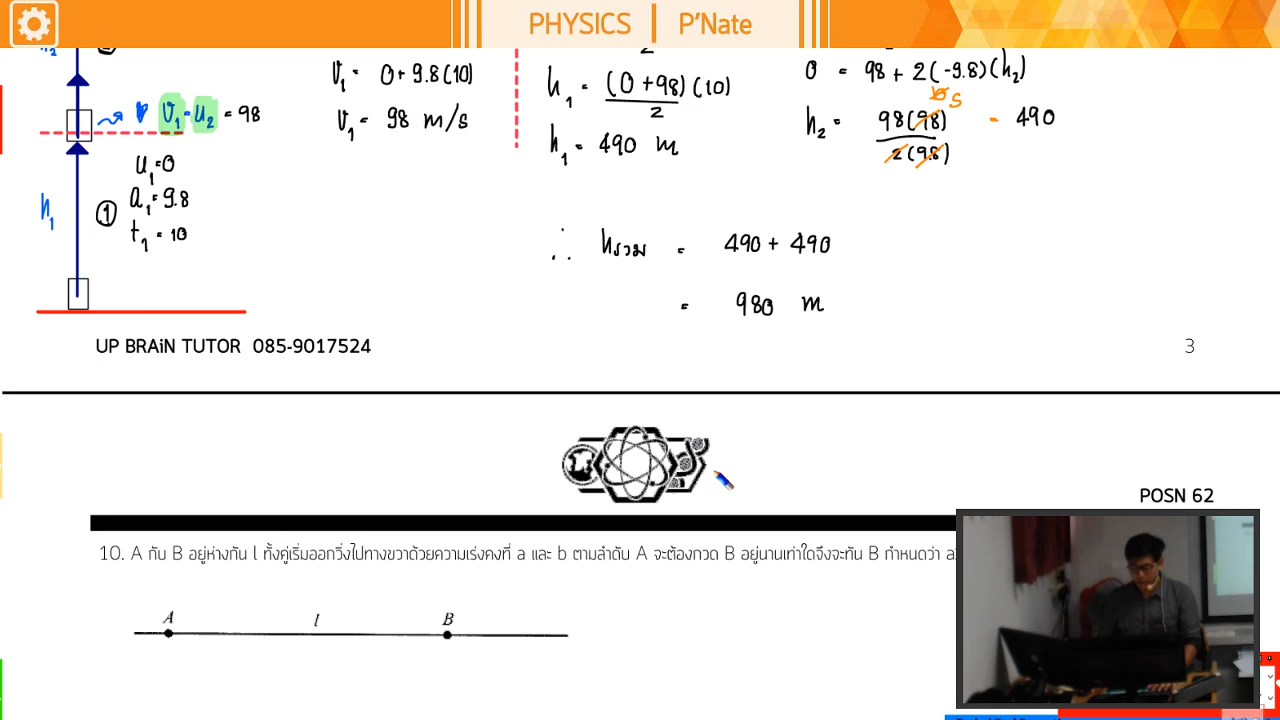 PHYSICS | P'Nate
h₂
V₁ = 0 + 9.8(10)
V₁ = 98 m/s
h₁ = (0 + 98)(10)
2
h₁ = 490 m
0 = 98 + 2(-9.8)(h₂)
5
h₂ = 98(98) = 490
2(9.8)
V₁ = U₂ = 98
U₁ = 0
a₁ = 9.8
t₁ = 10
h₁
①
∴ hรวม = 490 + 490
= 980 m
UP BRAiN TUTOR 085-9017524
3
POSN 62
10. A กับ B อยู่ห่างกัน l ทั้งคู่เริ่มออกวิ่งไปทางขวาด้วยความเร่งคงที่ a และ b ตามลำดับ A จะต้องกวด B อยู่นานเท่าใดจึงจะทัน B กำหนดว่า a
A l B